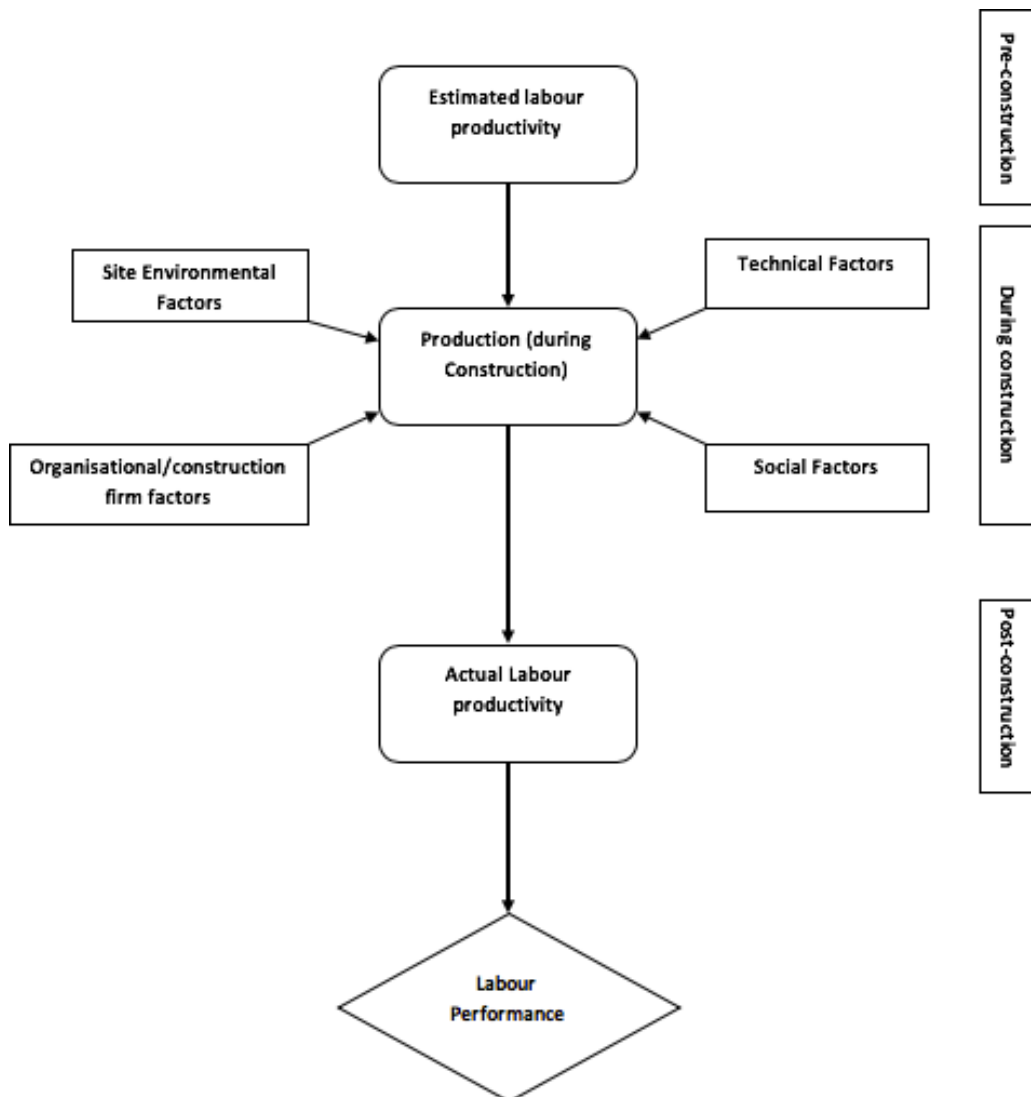 Pre-construction
Estimated labour
productivity
During construction
Site Environmental
Factors
Technical Factors
Production (during
Construction)
Organisational/construction
firm factors
Social Factors
Post-construction
Actual Labour
productivity
Labour
Performance